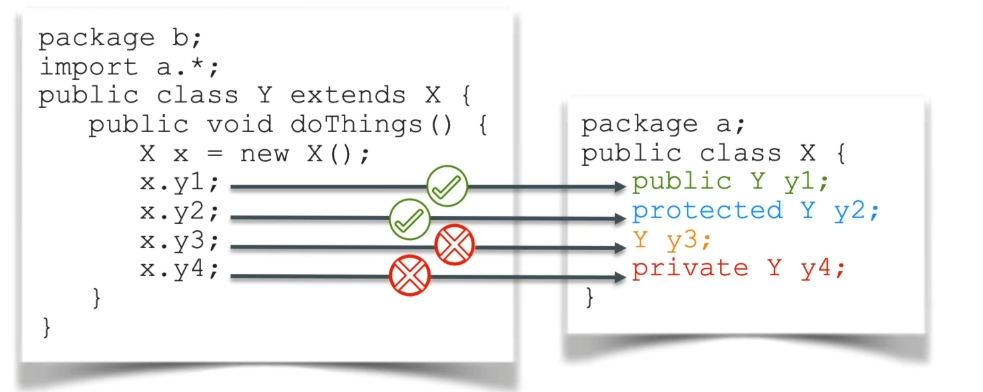 package b;
import a.*;
public class Y extends X {
public void doThings() {
X x = new X();
x.y1;
x.y2;
x.y3;
x.y4;
}
}
package a;
public class X {
public Y y1;
protected Y y2;
Y y3;
private Y y4;
}